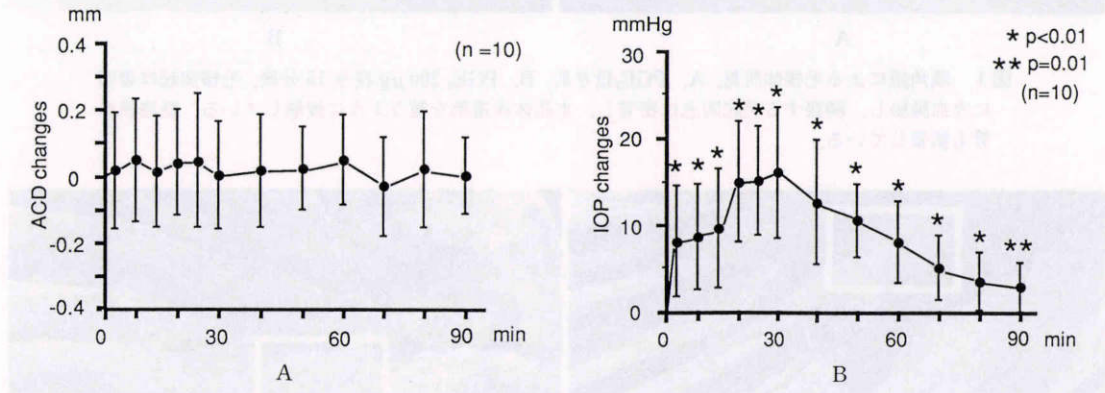 mm
0.4
0.2
0
-0.2
-0.4
ACD changes
(n =10)
0
30
60
90
min
A
mmHg
30
20
10
0
IOP changes
* p<0.01
** p=0.01
(n=10)
*
*
*
*
*
*
*
*
*
*
*
**
0
30
60
90
min
B